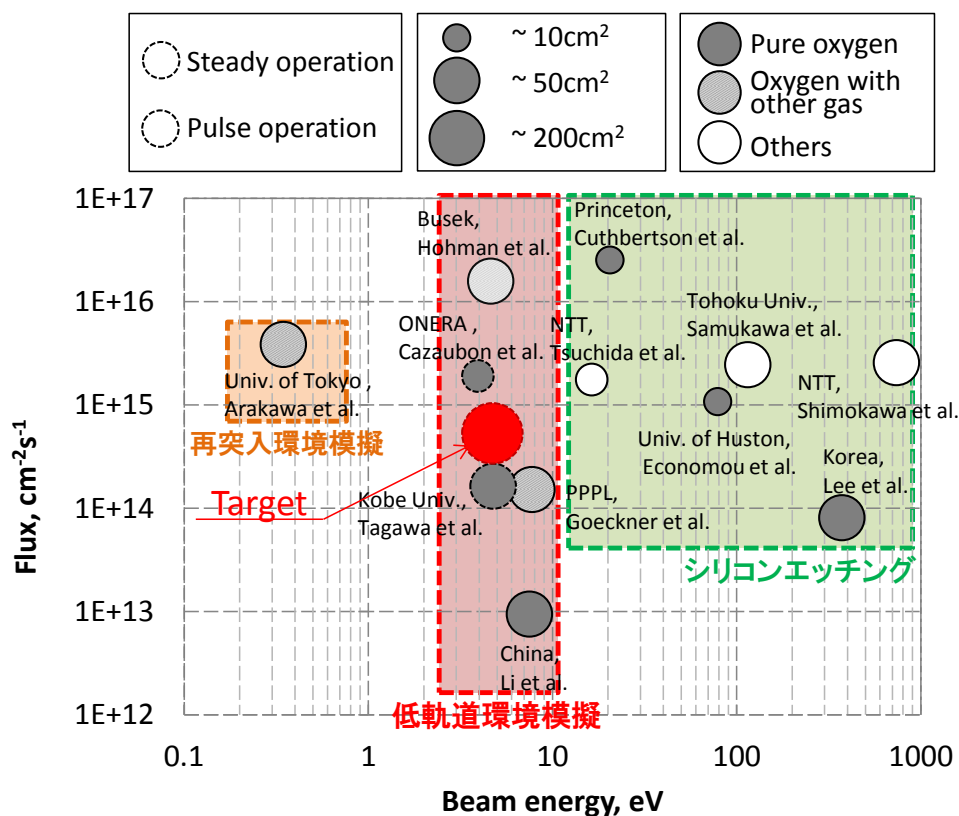 Steady operation
Pulse operation
~ 10cm²
~ 50cm²
~ 200cm²
Pure oxygen
Oxygen with
other gas
Others
1E+17
1E+16
1E+15
1E+14
1E+13
1E+12
Flux, cm⁻²s⁻¹
Busek,
Hohman et al.
Princeton,
Cuthbertson et al.
ONERA ,
Cazaubon et al.
NTT,
Tsuchida et al.
Tohoku Univ.,
Samukawa et al.
Univ. of Tokyo ,
Arakawa et al.
NTT,
Shimokawa et al.
再突入環境模擬
Univ. of Huston,
Economou et al.
Korea,
Lee et al.
Target
Kobe Univ.,
Tagawa et al.
PPPL,
Goeckner et al.
シリコンエッチング
China,
Li et al.
低軌道環境模擬
0.1
1
10
100
1000
Beam energy, eV